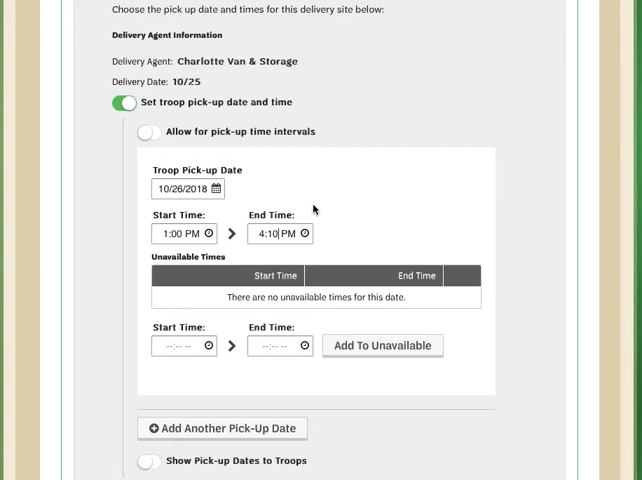 Choose the pick up date and times for this delivery site below:
Delivery Agent Information
Delivery Agent: Charlotte Van & Storage
Delivery Date: 10/25
Set troop pick-up date and time
Allow for pick-up time intervals
Troop Pick-up Date
10/26/2018
Start Time: End Time:
1:00 PM > 4:10 PM
Unavailable Times
Start Time End Time
There are no unavailable times for this date.
Start Time: End Time:
--:-- -- > --:-- -- Add To Unavailable
Add Another Pick-Up Date
Show Pick-up Dates to Troops